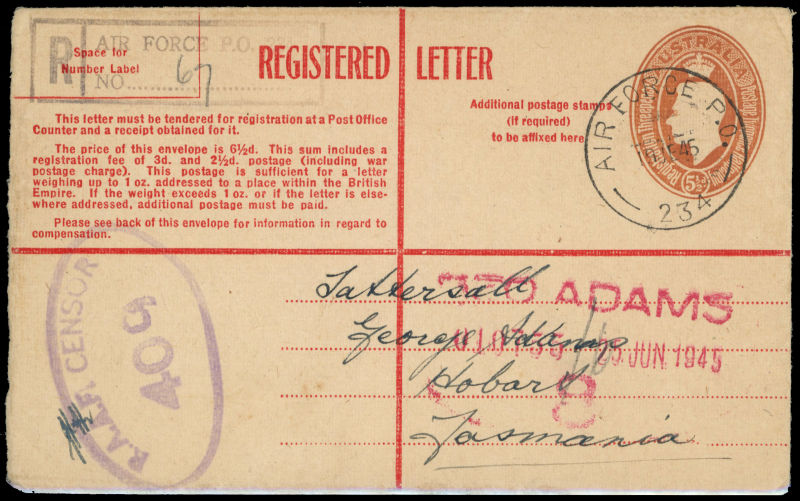 R
AIR FORCE P.O.
Space for
Number Label
NO 67
REGISTERED LETTER
This letter must be tendered for registration at a Post Office
Counter and a receipt obtained for it.
The price of this envelope is 6½d. This sum includes a
registration fee of 3d. and 2½d. postage (including war
postage charge). This postage is sufficient for a letter
weighing up to 1 oz. addressed to a place within the British
Empire. If the weight exceeds 1 oz. or if the letter is else-
where addressed, additional postage must be paid.
Please see back of this envelope for information in regard to
compensation.
Additional postage stamps
(if required)
to be affixed here
AUSTRALIA
5½d
AIR FORCE P.O.
45
234
R.A.A.F. CENSOR
409
Tattersall
George Adams
Hobart
Tasmania
GEO ADAMS
25 JUN 1945
8